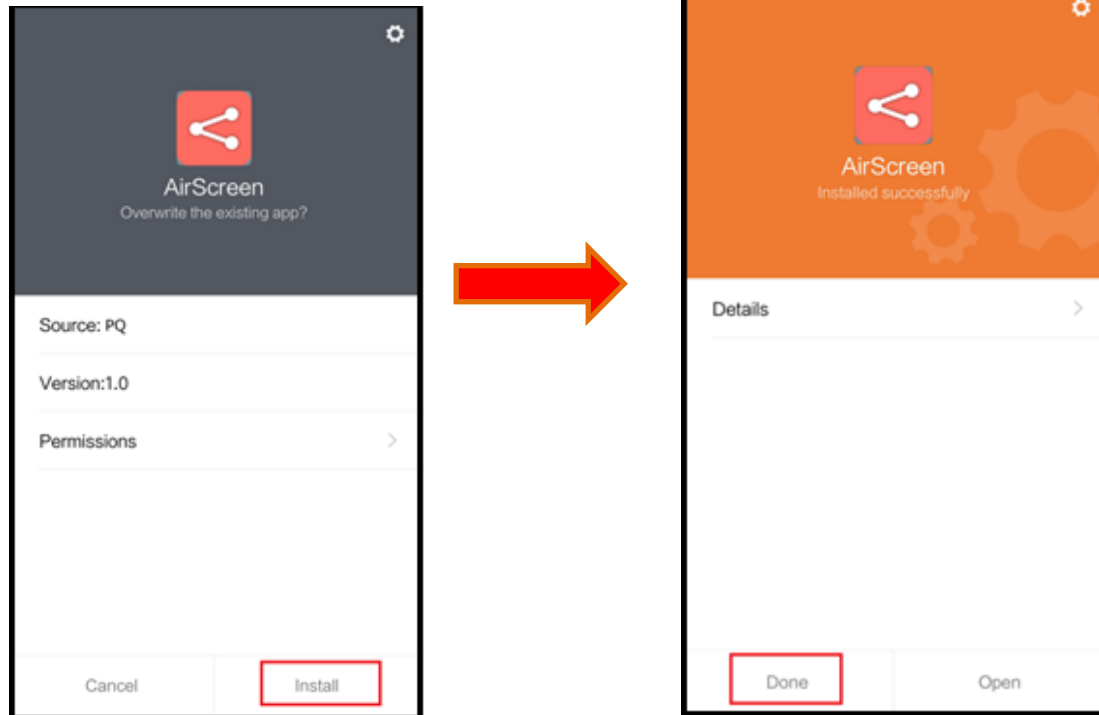 AirScreen
Overwrite the existing app?
Source: PQ
Version:1.0
Permissions
Cancel
Install
AirScreen
Installed successfully
Details
Done
Open